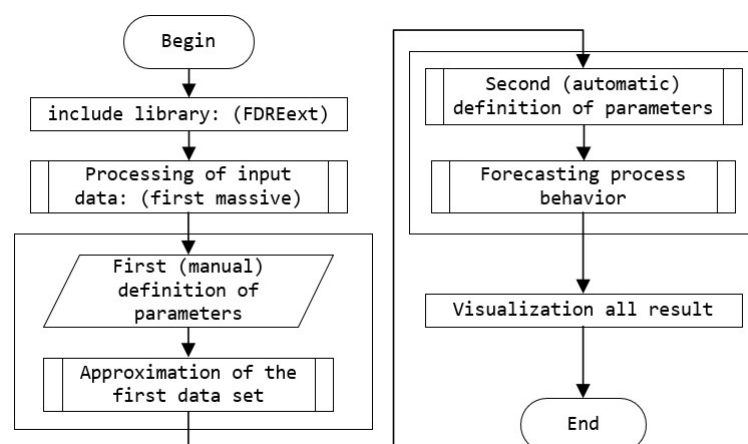 Begin
include library: (FDREext)
Processing of input
data: (first massive)
First (manual)
definition of
parameters
Approximation of the
first data set
Second (automatic)
definition of parameters
Forecasting process
behavior
Visualization all result
End